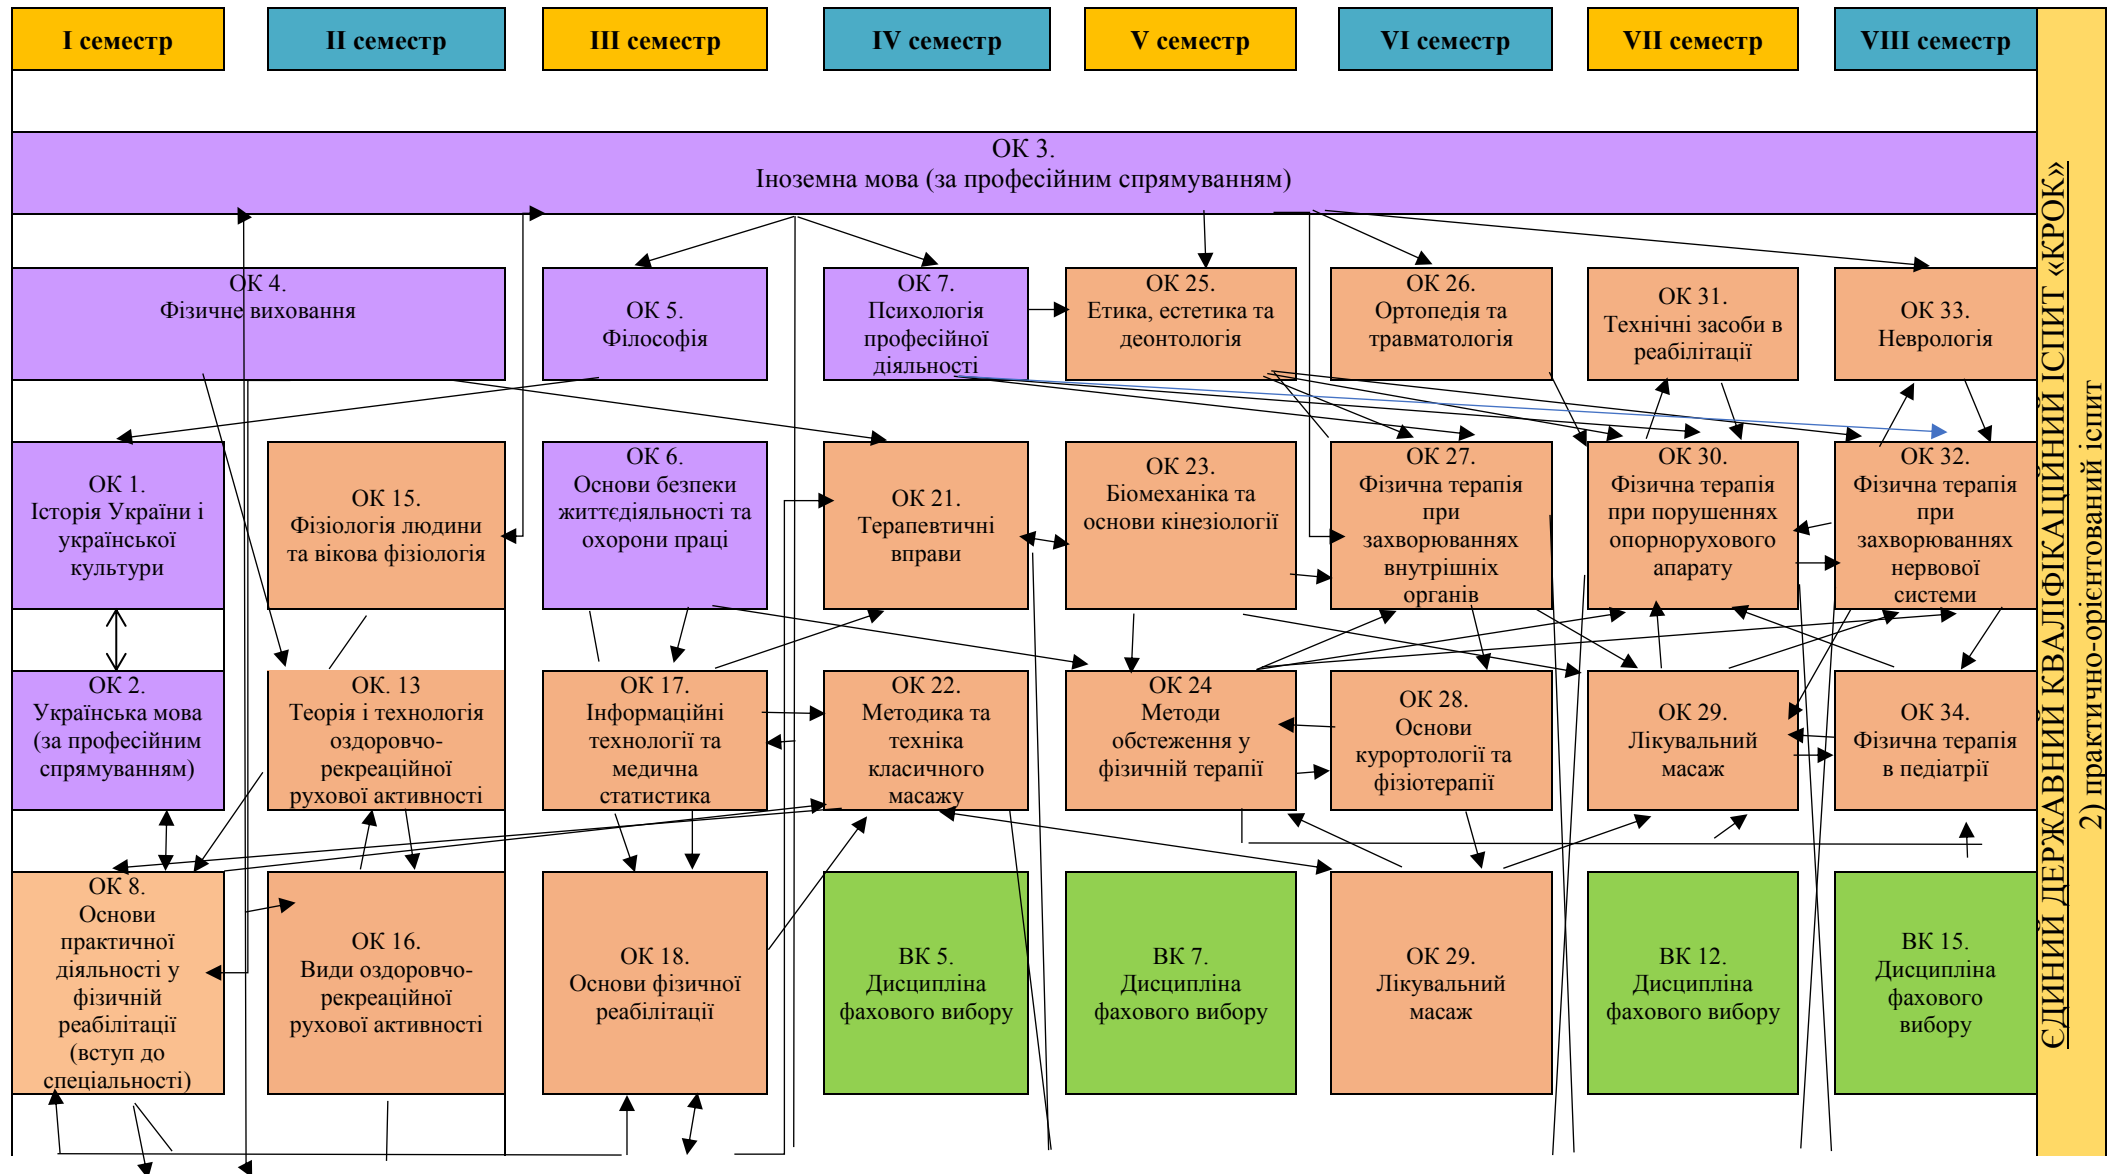 I семестр
II семестр
III семестр
IV семестр
V семестр
VI семестр
VII семестр
VIII семестр
ОК 3.
Іноземна мова (за професійним спрямуванням)
ОК 4.
Фізичне виховання
ОК 5.
Філософія
ОК 7.
Психологія
професійної
діяльності
ОК 25.
Етика, естетика та
деонтологія
ОК 26.
Ортопедія та
травматологія
ОК 31.
Технічні засоби в
реабілітації
ОК 33.
Неврологія
ОК 1.
Історія України і
української
культури
ОК 15.
Фізіологія людини
та вікова фізіологія
ОК 6.
Основи безпеки
життєдіяльності та
охорони праці
ОК 21.
Терапевтичні
вправи
ОК 23.
Біомеханіка та
основи кінезіології
ОК 27.
Фізична терапія
при
захворюваннях
внутрішніх
органів
ОК 30.
Фізична терапія
при порушеннях
опорнорухового
апарату
ОК 32.
Фізична терапія
при
захворюваннях
нервової
системи
ОК 2.
Українська мова
(за професійним
спрямуванням)
ОК. 13
Теорія і технологія
оздоровчо-
рекреаційної
рухової активності
ОК 17.
Інформаційні
технології та
медична
статистика
ОК 22.
Методика та
техніка
класичного
масажу
ОК 24
Методи
обстеження у
фізичній терапії
ОК 28.
Основи
курортології та
фізіотерапії
ОК 29.
Лікувальний
масаж
ОК 34.
Фізична терапія
в педіатрії
ОК 8.
Основи
практичної
діяльності у
фізичній
реабілітації
(вступ до
спеціальності)
ОК 16.
Види оздоровчо-
рекреаційної
рухової активності
ОК 18.
Основи фізичної
реабілітації
ВК 5.
Дисципліна
фахового вибору
ВК 7.
Дисципліна
фахового вибору
ОК 29.
Лікувальний
масаж
ВК 12.
Дисципліна
фахового вибору
ВК 15.
Дисципліна
фахового
вибору
ЄДИНИЙ ДЕРЖАВНИЙ КВАЛІФІКАЦІЙНИЙ ІСПИТ «КРОК»
2) практично-орієнтований іспит